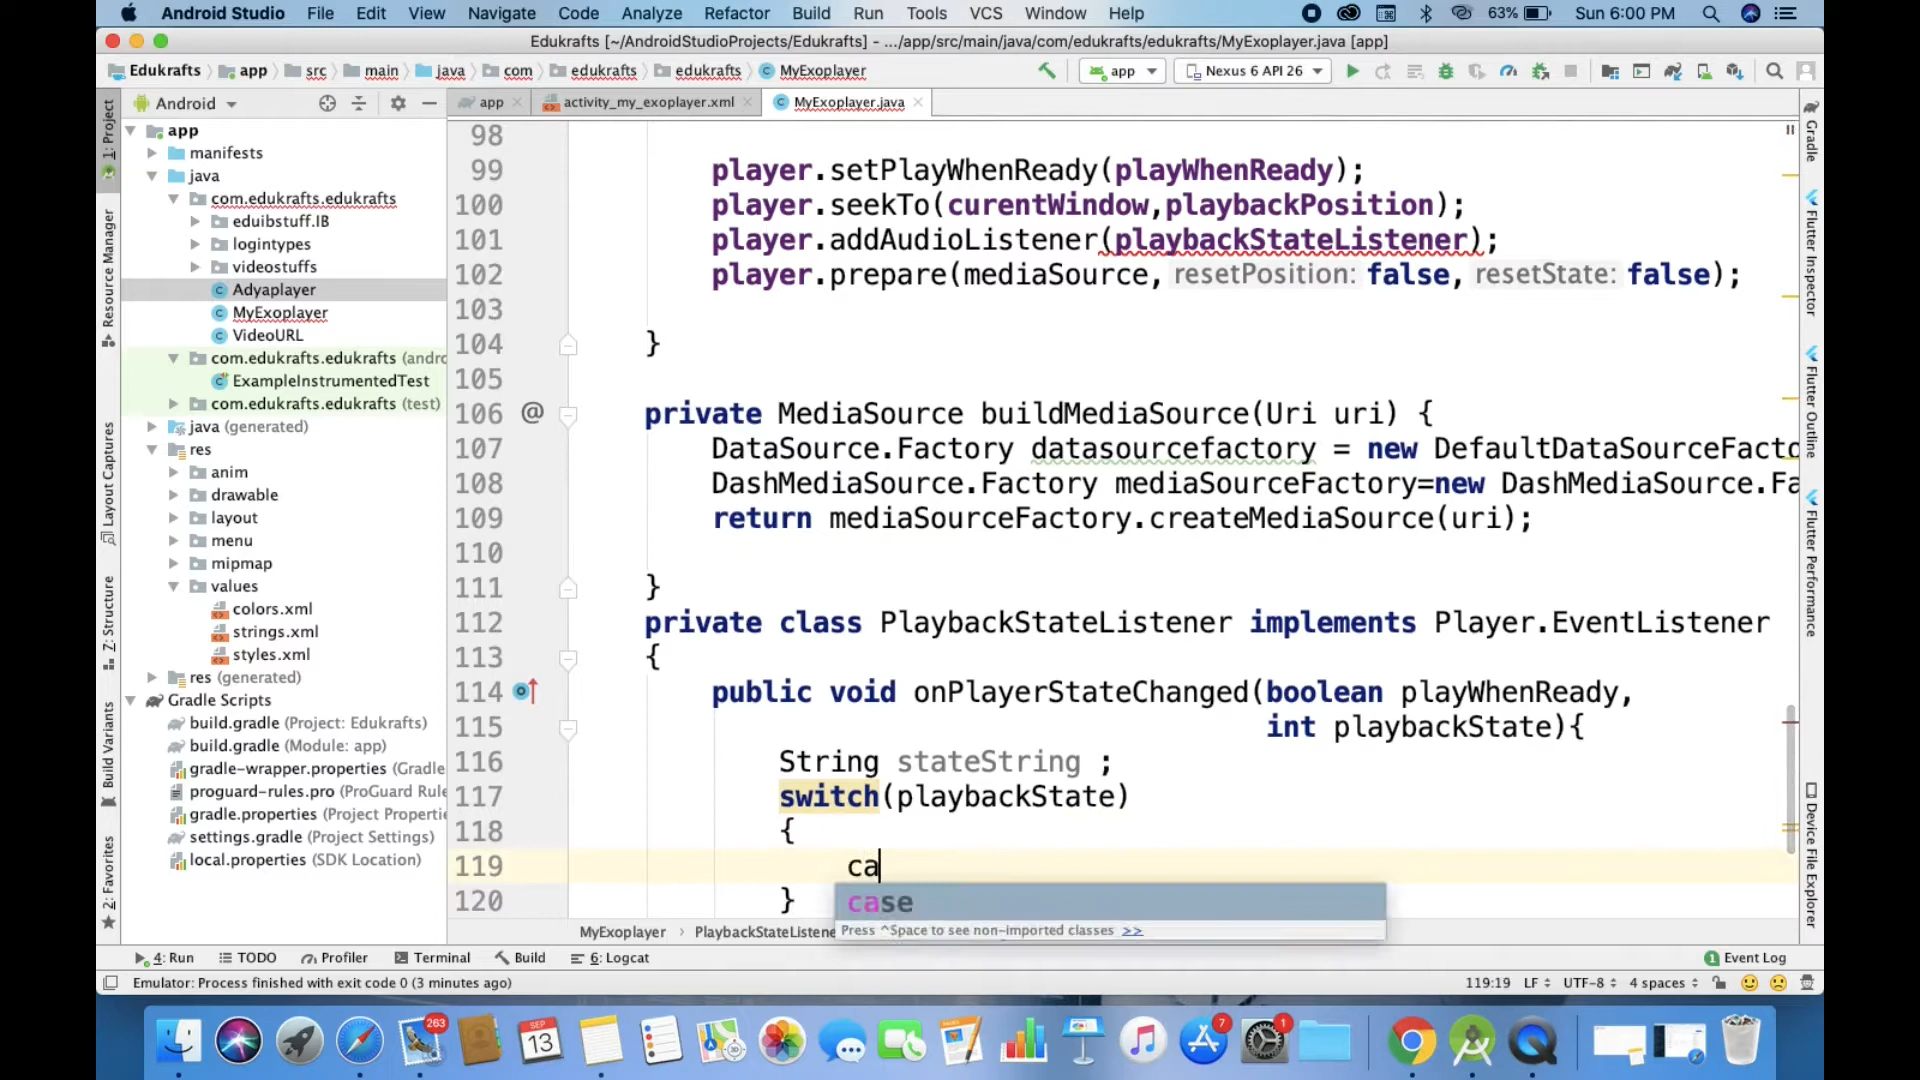 Android Studio File Edit View Navigate Code Analyze Refactor Build Run Tools VCS Window Help 63% Sun 6:00 PM
Edukrafts [~/AndroidStudioProjects/Edukrafts] - .../app/src/main/java/com/edukrafts/edukrafts/MyExoplayer.java [app]
Edukrafts app src main java com edukrafts edukrafts MyExoplayer app Nexus 6 API 26
Android app activity_my_exoplayer.xml MyExoplayer.java
1: Project
Resource Manager
Layout Captures
Z: Structure
Build Variants
2: Favorites
app
manifests
java
com.edukrafts.edukrafts
eduibstuff.IB
logintypes
videostuffs
Adyaplayer
MyExoplayer
VideoURL
com.edukrafts.edukrafts (andro
ExampleInstrumentedTest
com.edukrafts.edukrafts (test)
java (generated)
res
anim
drawable
layout
menu
mipmap
values
colors.xml
strings.xml
styles.xml
res (generated)
Gradle Scripts
build.gradle (Project: Edukrafts)
build.gradle (Module: app)
gradle-wrapper.properties (Gradle
proguard-rules.pro (ProGuard Rule
gradle.properties (Project Propertie
settings.gradle (Project Settings)
local.properties (SDK Location)
98
99 player.setPlayWhenReady(playWhenReady);
100 player.seekTo(curentWindow,playbackPosition);
101 player.addAudioListener(playbackStateListener);
102 player.prepare(mediaSource, resetPosition: false, resetState: false);
103
104 }
105
106 @ private MediaSource buildMediaSource(Uri uri) {
107 DataSource.Factory datasourcefactory = new DefaultDataSourceFacto
108 DashMediaSource.Factory mediaSourceFactory=new DashMediaSource.Fa
109 return mediaSourceFactory.createMediaSource(uri);
110
111 }
112 private class PlaybackStateListener implements Player.EventListener
113 {
114 public void onPlayerStateChanged(boolean playWhenReady,
115 int playbackState){
116 String stateString ;
117 switch(playbackState)
118 {
119 ca
120 }
case
Press ^Space to see non-imported classes >>
MyExoplayer PlaybackStateListene
Gradle
Flutter Inspector
Flutter Outline
Flutter Performance
Device File Explorer
4: Run TODO Profiler Terminal Build 6: Logcat 1 Event Log
Emulator: Process finished with exit code 0 (3 minutes ago) 119:19 LF UTF-8 4 spaces
263 SEP 13 7 1